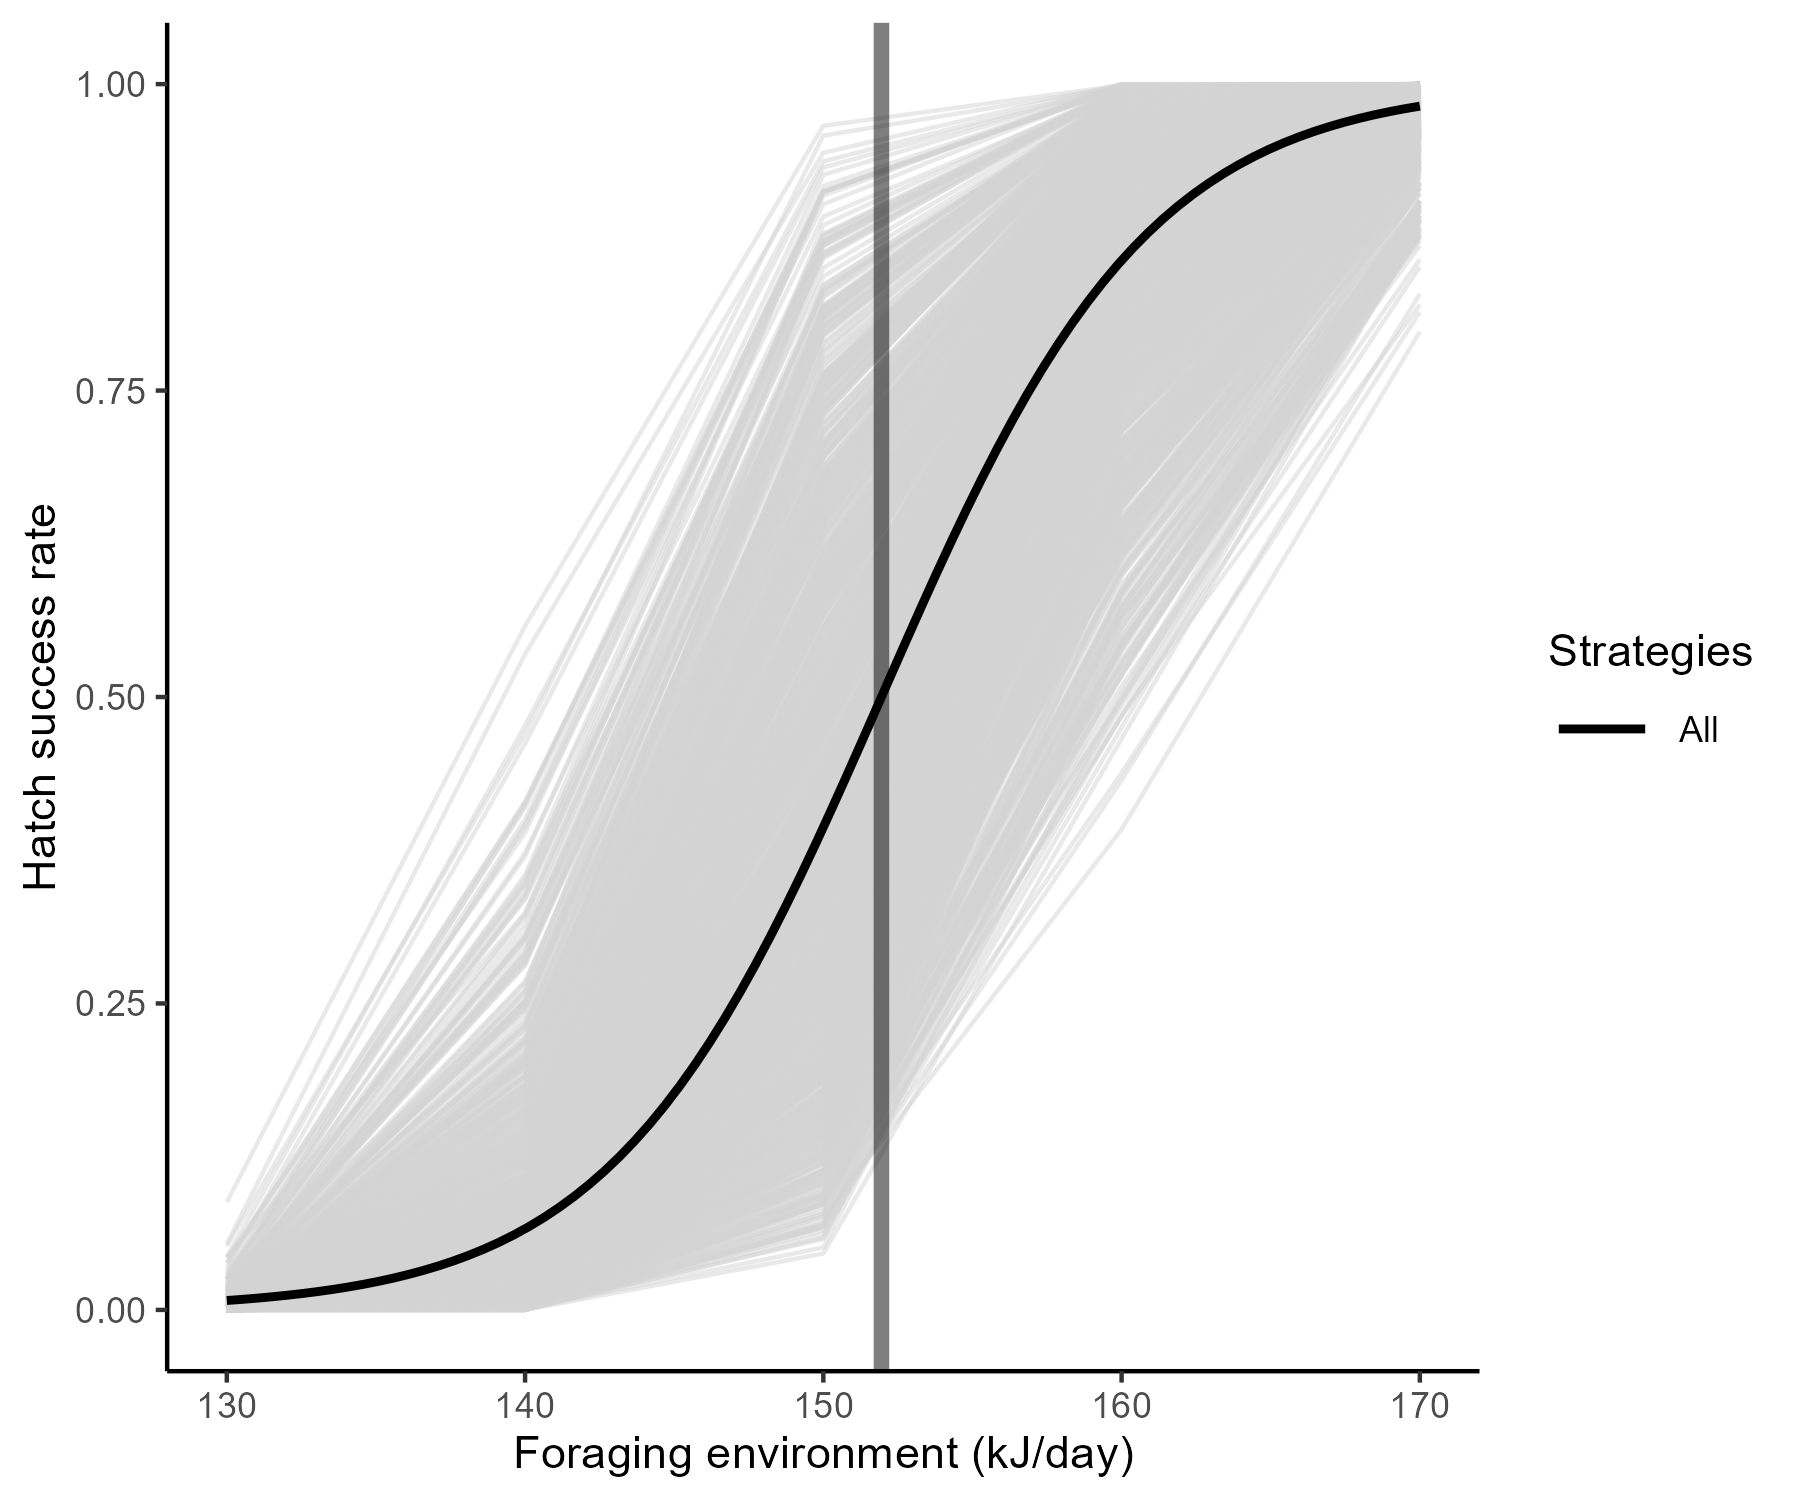 1.00
0.75
0.50
0.25
0.00
Hatch success rate
130 140 150 160 170
Foraging environment (kJ/day)
Strategies
All